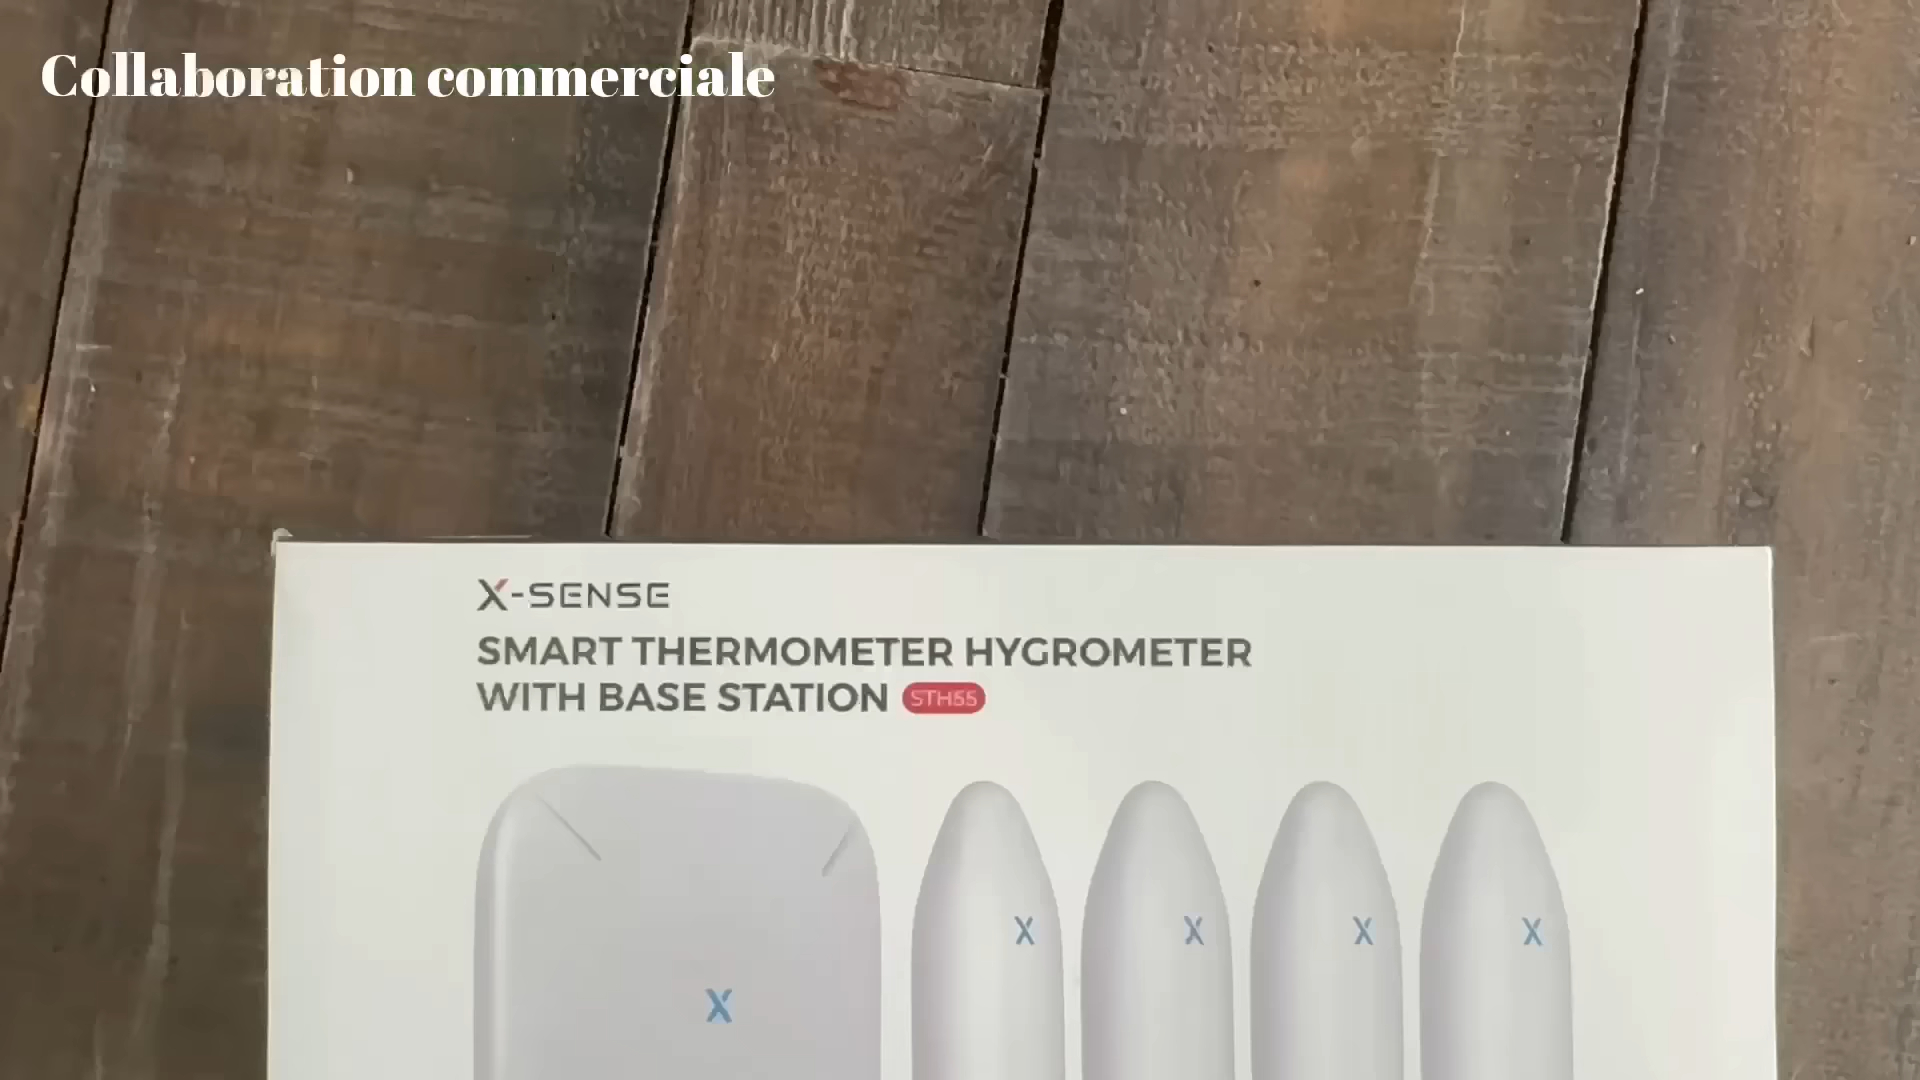 Collaboration commerciale
X-SENSE
SMART THERMOMETER HYGROMETER
WITH BASE STATION STH55
X
X
X
X
X